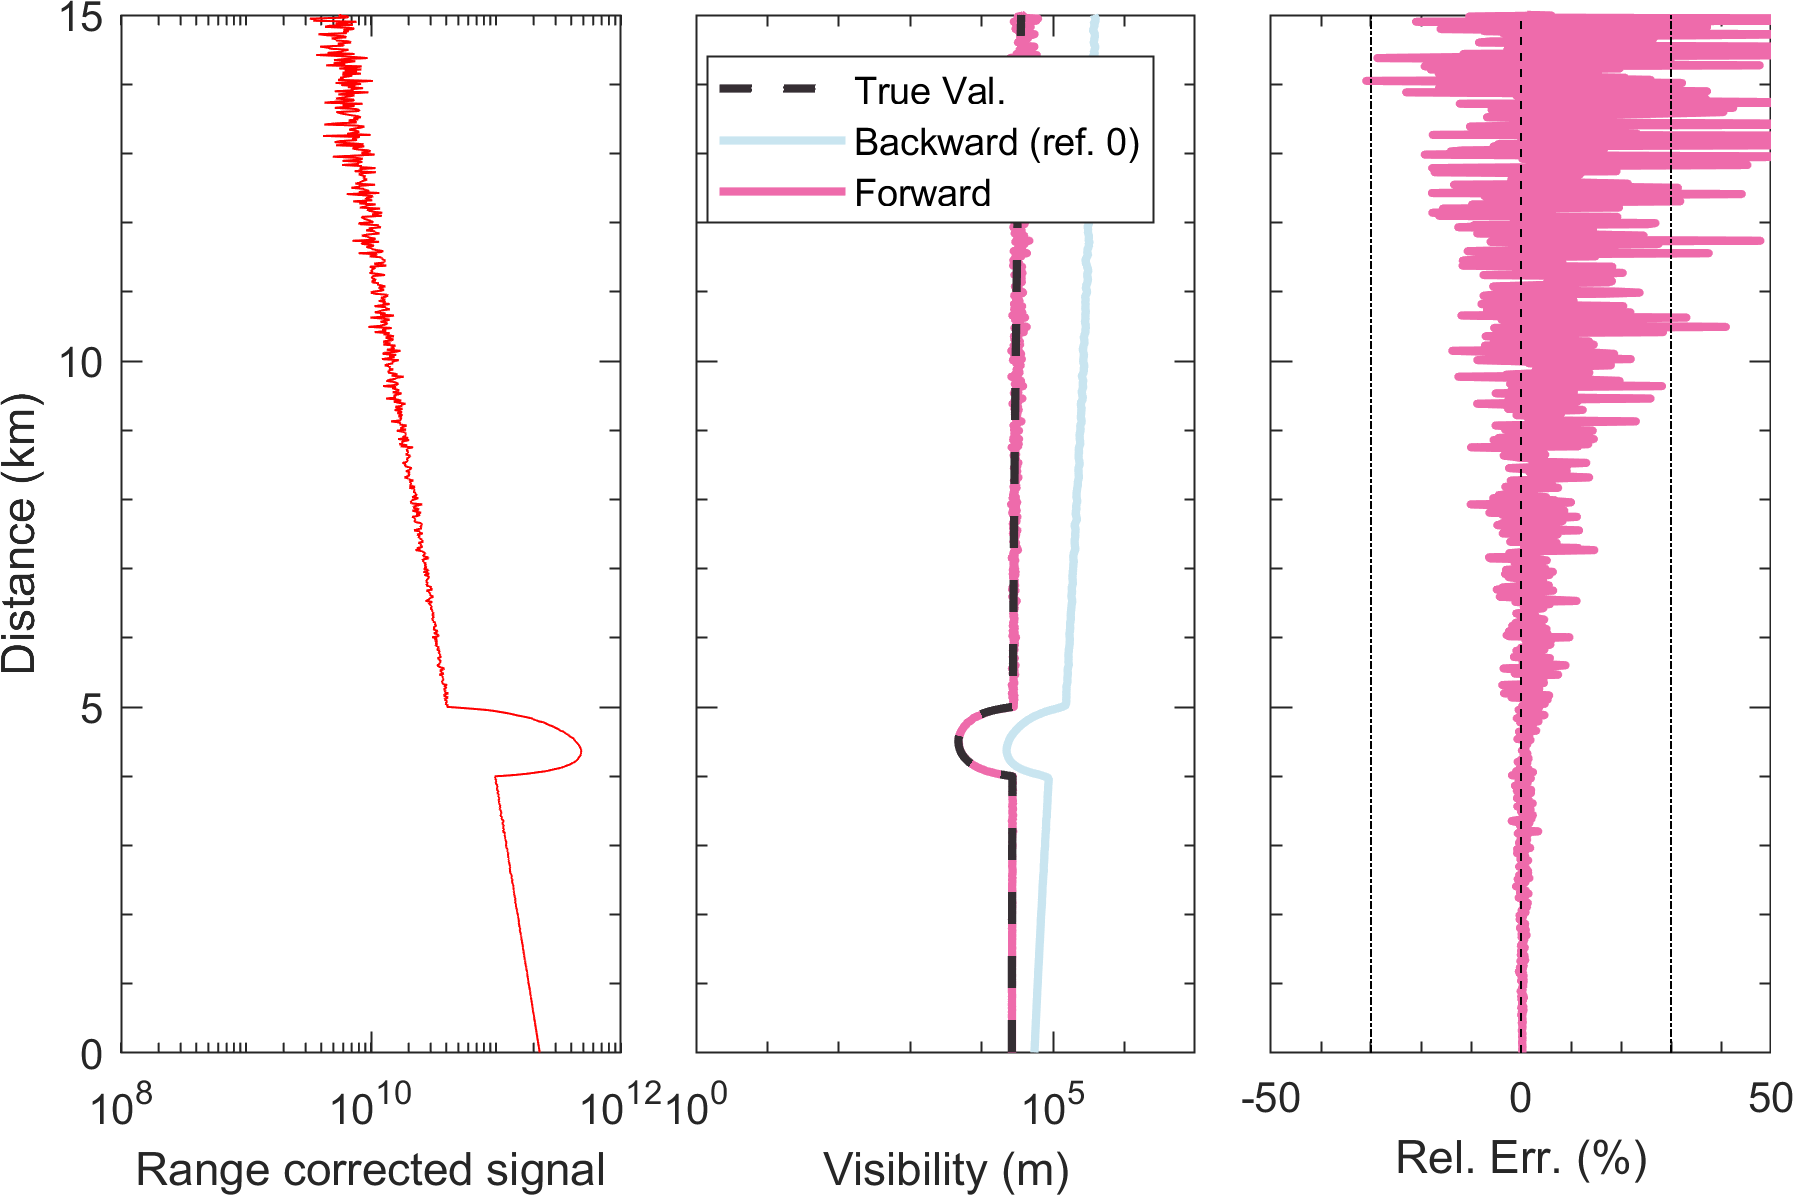 15
10
5
0
Distance (km)
10^8
10^10
10^12
Range corrected signal
True Val.
Backward (ref. 0)
Forward
10^0
10^5
Visibility (m)
-50
0
50
Rel. Err. (%)